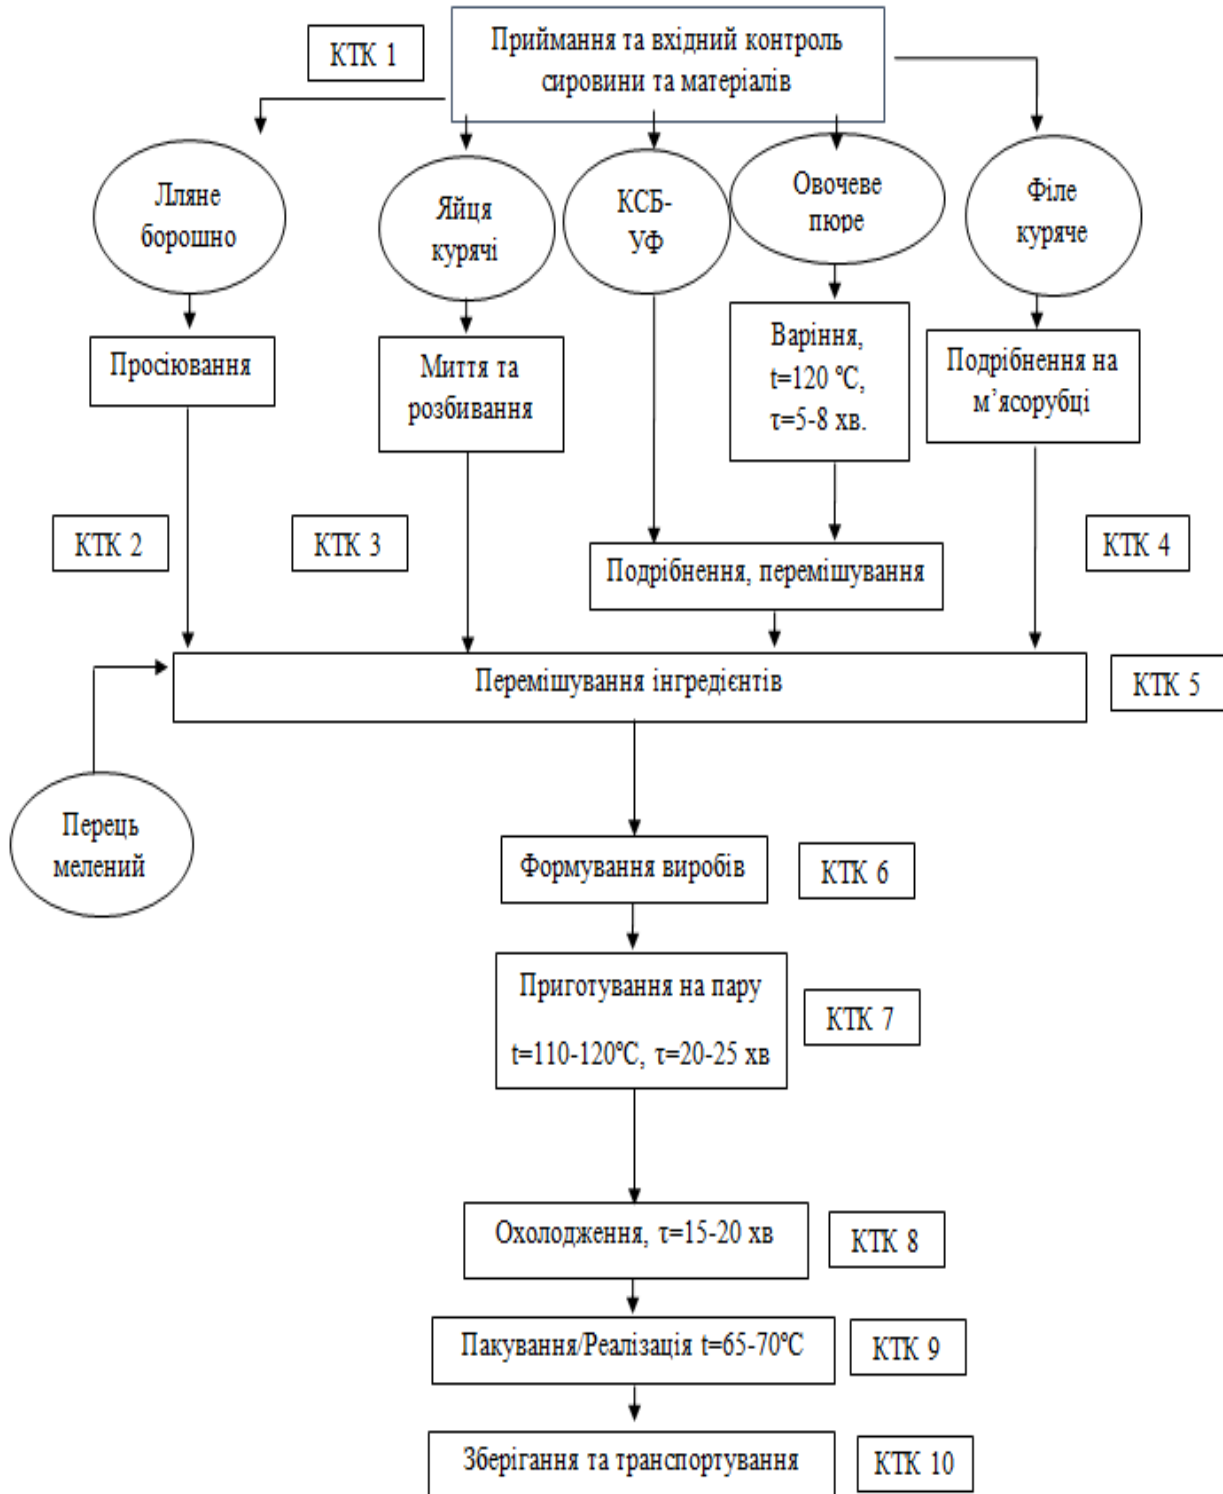 КТК 1
Приймання та вхідний контроль
сировини та матеріалів
Лляне
борошно
Яйця
курячі
КСБ-
УФ
Овочеве
пюре
Філе
куряче
Просіювання
Миття та
розбивання
Варіння,
t=120 ºС,
τ=5-8 хв.
Подрібнення на
м’ясорубці
КТК 2
КТК 3
Подрібнення, перемішування
КТК 4
Перемішування інгредієнтів
КТК 5
Перець
мелений
Формування виробів
КТК 6
Приготування на пару
t=110-120ºС, τ=20-25 хв
КТК 7
Охолодження, τ=15-20 хв
КТК 8
Пакування/Реалізація t=65-70ºС
КТК 9
Зберігання та транспортування
КТК 10